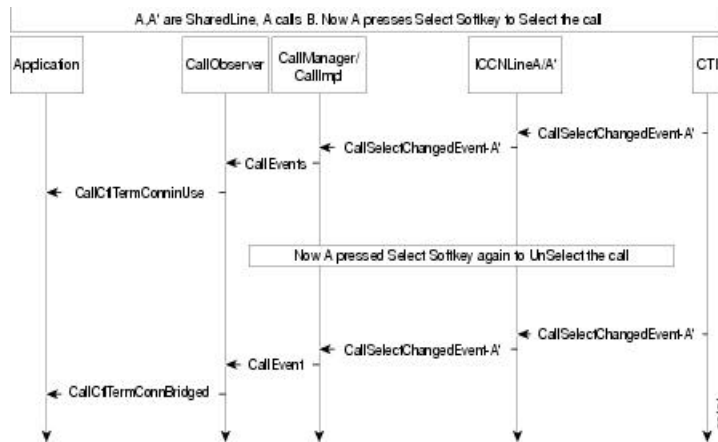 A,A' are SharedLine, A calls B. Now A presses Select Softkey to Select the call
Application
CallObserver
CallManager/
CallImpl
ICCNLineA/A'
CTI
CallSelectChangedEvent-A'
CallSelectChangedEvent-A'
CallEvents
CallCtlTermConninUse
Now A pressed Select Softkey again to UnSelect the call
CallSelectChangedEvent-A'
CallSelectChangedEvent-A'
CallEvent
CallCtlTermConnBridged